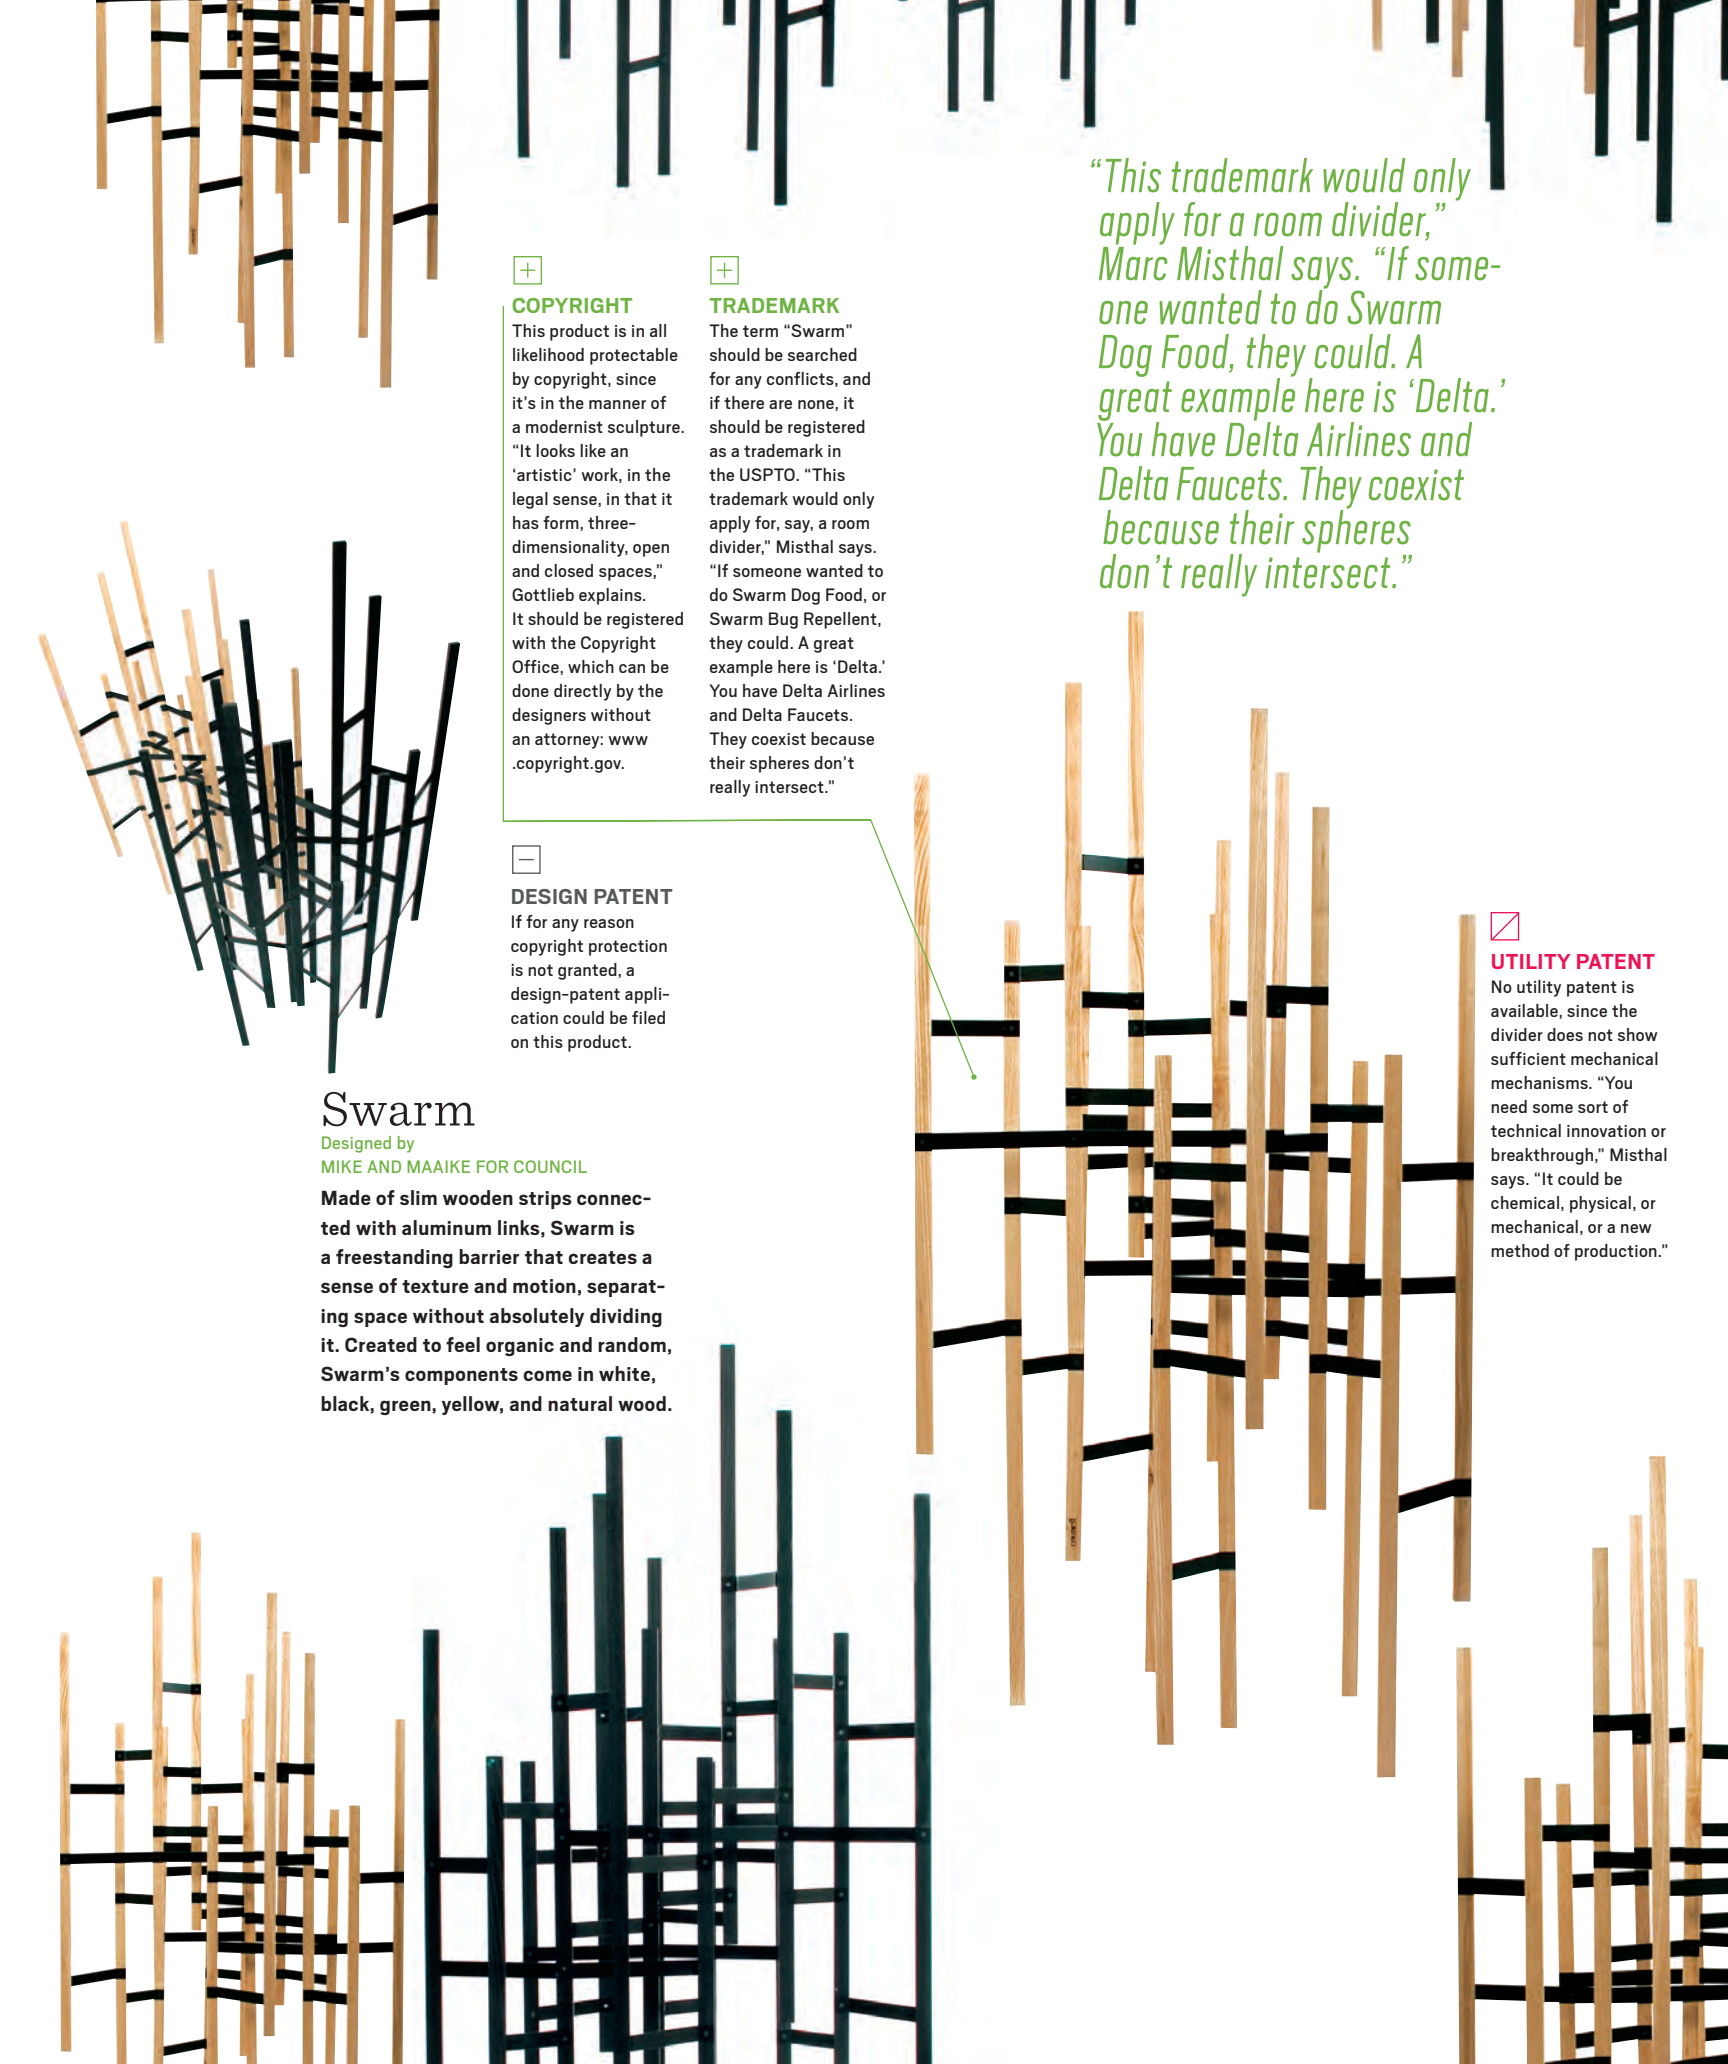 “This trademark would only
apply for a room divider,”
Marc Misthal says. “If some-
one wanted to do Swarm
Dog Food, they could. A
great example here is ‘Delta.’
You have Delta Airlines and
Delta Faucets. They coexist
because their spheres
don’t really intersect.”
COPYRIGHT
This product is in all
likelihood protectable
by copyright, since
it’s in the manner of
a modernist sculpture.
“It looks like an
‘artistic’ work, in the
legal sense, in that it
has form, three-
dimensionality, open
and closed spaces,”
Gottlieb explains.
It should be registered
with the Copyright
Office, which can be
done directly by the
designers without
an attorney: www
.copyright.gov.
TRADEMARK
The term “Swarm”
should be searched
for any conflicts, and
if there are none, it
should be registered
as a trademark in
the USPTO. “This
trademark would only
apply for, say, a room
divider,” Misthal says.
“If someone wanted to
do Swarm Dog Food, or
Swarm Bug Repellent,
they could. A great
example here is ‘Delta.’
You have Delta Airlines
and Delta Faucets.
They coexist because
their spheres don’t
really intersect.”
DESIGN PATENT
If for any reason
copyright protection
is not granted, a
design-patent appli-
cation could be filed
on this product.
UTILITY PATENT
No utility patent is
available, since the
divider does not show
sufficient mechanical
mechanisms. “You
need some sort of
technical innovation or
breakthrough,” Misthal
says. “It could be
chemical, physical, or
mechanical, or a new
method of production.”
Swarm
Designed by
MIKE AND MAAIKE FOR COUNCIL
Made of slim wooden strips connec-
ted with aluminum links, Swarm is
a freestanding barrier that creates a
sense of texture and motion, separat-
ing space without absolutely dividing
it. Created to feel organic and random,
Swarm’s components come in white,
black, green, yellow, and natural wood.